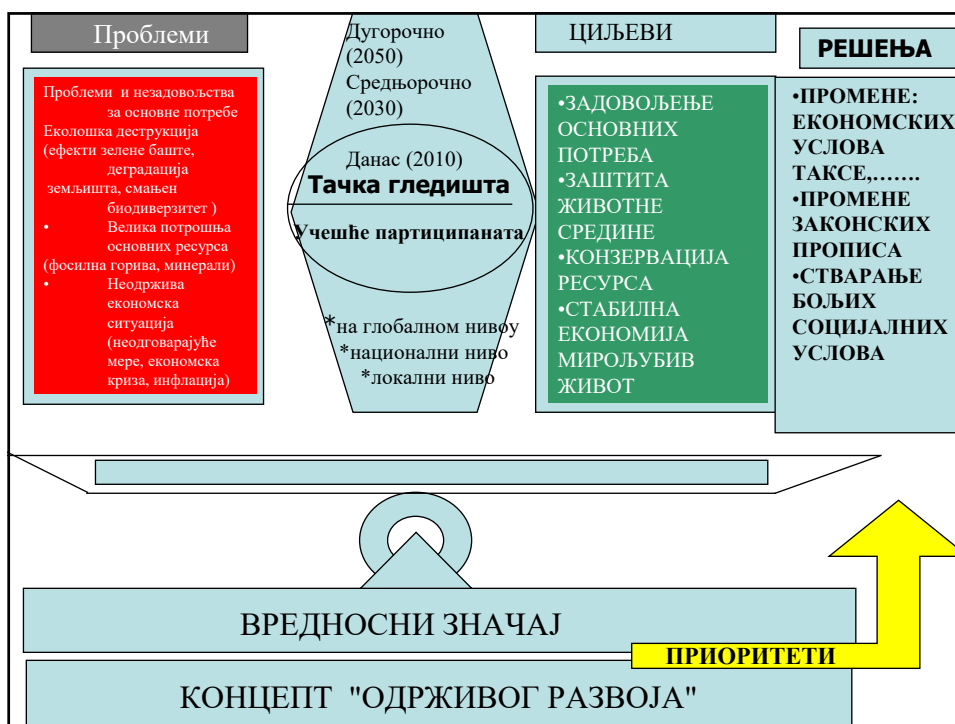 Проблеми
Проблеми и незадовољства
за основне потребе
Еколошка деструкција
(ефекти зелене баште,
деградација
земљишта, смањен
биодиверзитет )
• Велика потрошња
основних ресурса
(фосилна горива, минерали)
• Неодржива
економска
ситуација
(неодговарајуће
мере, економска
криза, инфлација)
Дугорочно
(2050)
Средњорочно
(2030)
Данас (2010)
Тачка гледишта
Учешће партиципаната
*на глобалном нивоу
*национални ниво
*локални ниво
ЦИЉЕВИ
•ЗАДОВОЉЕЊЕ
ОСНОВНИХ
ПОТРЕБА
•ЗАШТИТА
ЖИВОТНЕ
СРЕДИНЕ
•КОНЗЕРВАЦИЈА
РЕСУРСА
•СТАБИЛНА
ЕКОНОМИЈА
МИРОЉУБИВ
ЖИВОТ
РЕШЕЊА
•ПРОМЕНЕ:
ЕКОНОМСКИХ
УСЛОВА
ТАКСЕ,.......
•ПРОМЕНЕ
ЗАКОНСКИХ
ПРОПИСА
•СТВАРАЊЕ
БОЉИХ
СОЦИЈАЛНИХ
УСЛОВА
ВРЕДНОСНИ ЗНАЧАЈ
ПРИОРИТЕТИ
КОНЦЕПТ "ОДРЖИВОГ РАЗВОЈА"